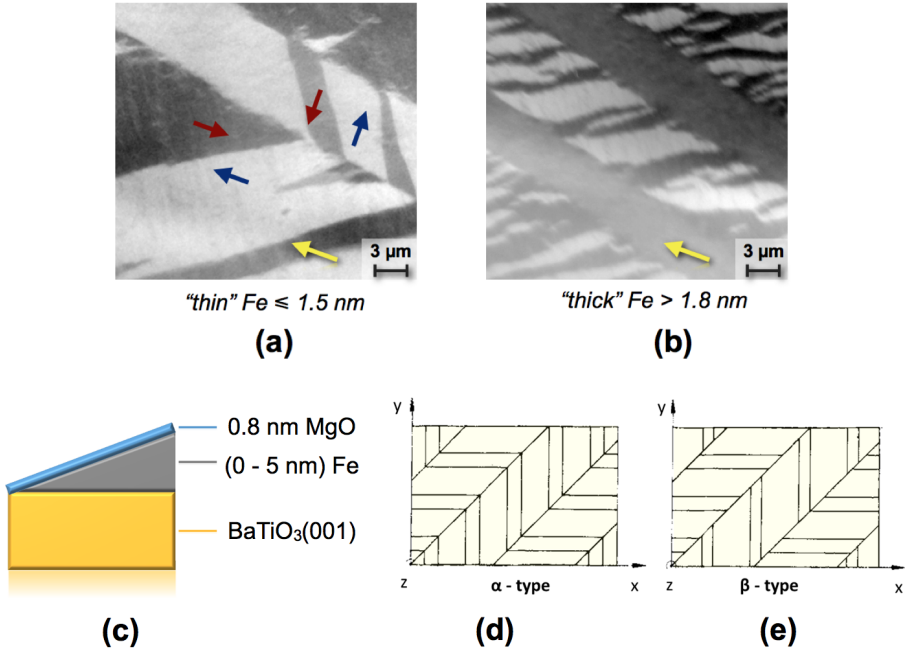 3 µm
3 µm
"thin" Fe ⩽ 1.5 nm
"thick" Fe > 1.8 nm
(a)
(b)
0.8 nm MgO
(0 - 5 nm) Fe
BaTiO₃(001)
(c)
y
z
α - type
x
(d)
y
z
β - type
x
(e)